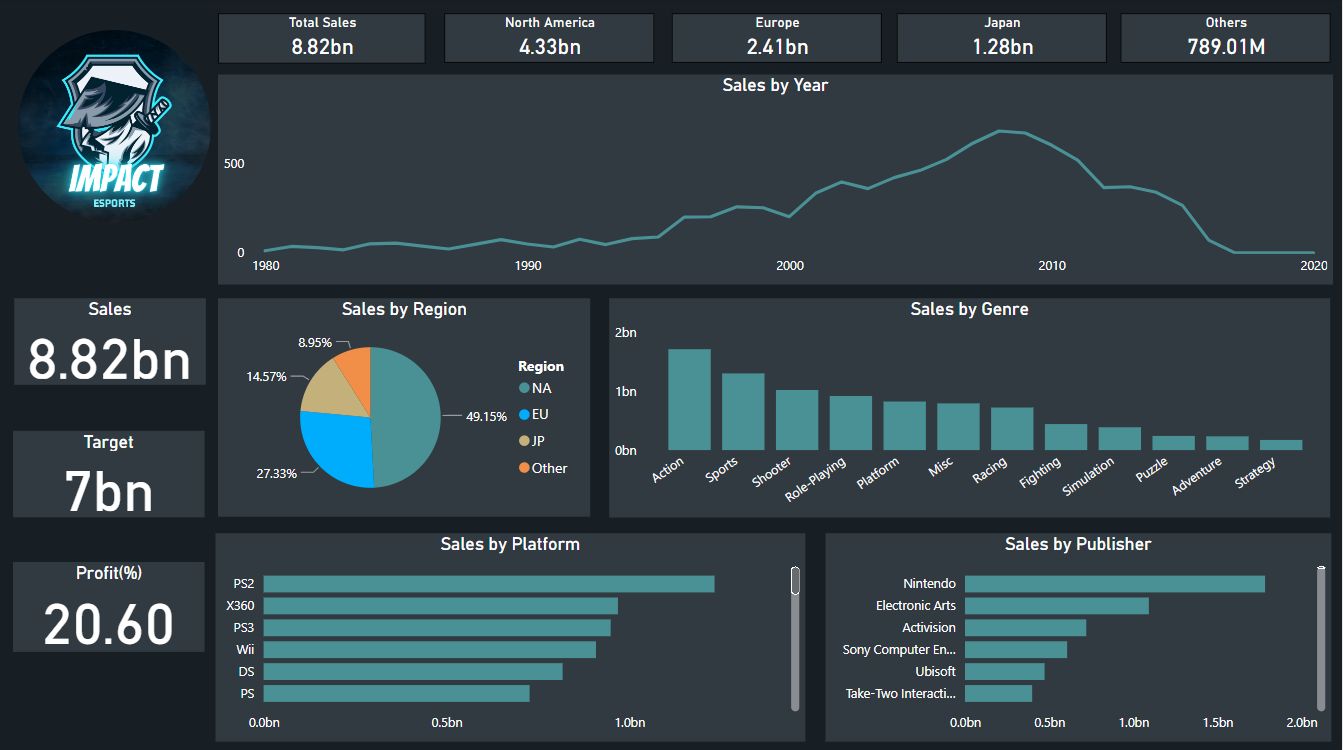 IMPACT
ESPORTS
Total Sales
8.82bn
North America
4.33bn
Europe
2.41bn
Japan
1.28bn
Others
789.01M
Sales by Year
500
0
1980
1990
2000
2010
2020
Sales
8.82bn
Target
7bn
Profit(%)
20.60
Sales by Region
8.95%
14.57%
27.33%
49.15%
Region
NA
EU
JP
Other
Sales by Genre
2bn
1bn
0bn
Action
Sports
Shooter
Role-Playing
Platform
Misc
Racing
Fighting
Simulation
Puzzle
Adventure
Strategy
Sales by Platform
PS2
X360
PS3
Wii
DS
PS
0.0bn
0.5bn
1.0bn
Sales by Publisher
Nintendo
Electronic Arts
Activision
Sony Computer En...
Ubisoft
Take-Two Interacti...
0.0bn
0.5bn
1.0bn
1.5bn
2.0bn